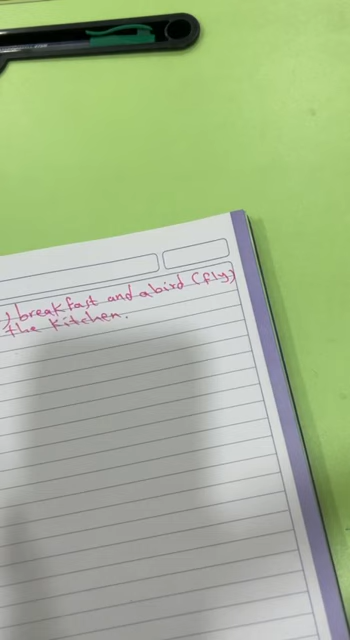 ) breakfast and a bird (fly)
the kitchen.